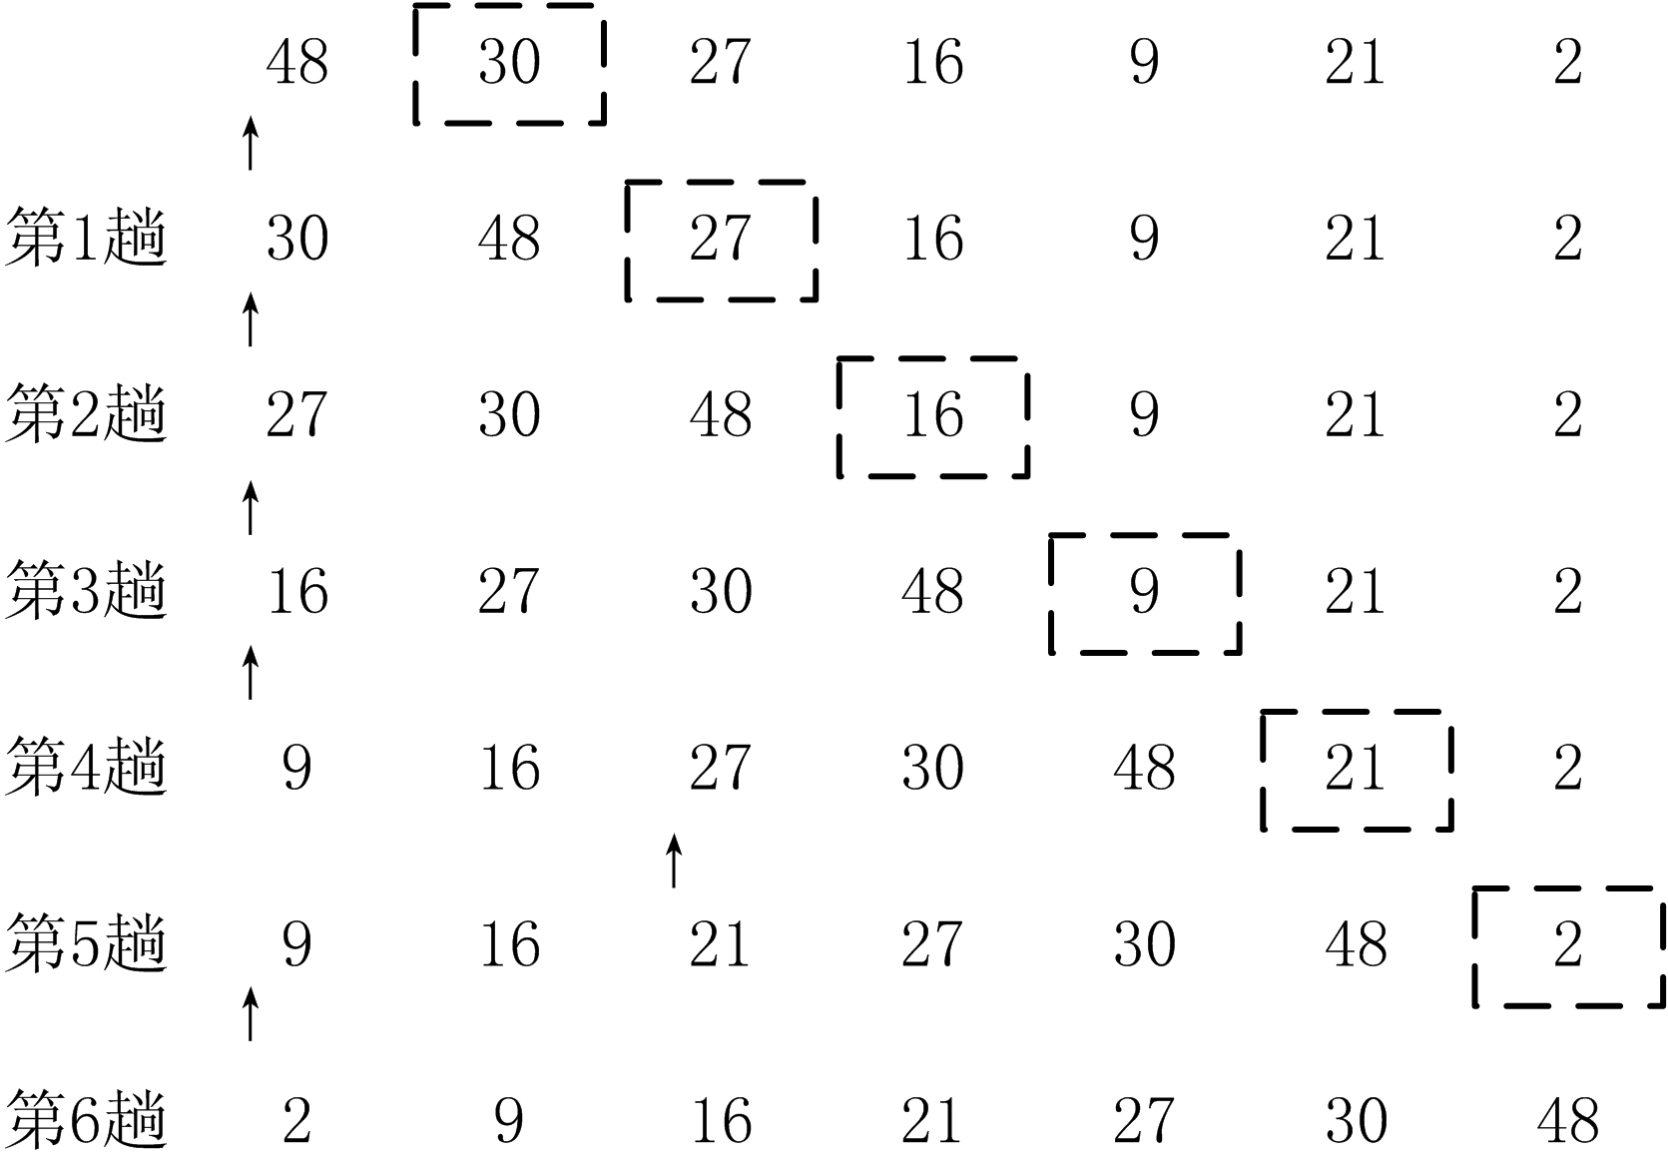 48 30 27 16 9 21 2
第1趟 30 48 27 16 9 21 2
第2趟 27 30 48 16 9 21 2
第3趟 16 27 30 48 9 21 2
第4趟 9 16 27 30 48 21 2
第5趟 9 16 21 27 30 48 2
第6趟 2 9 16 21 27 30 48